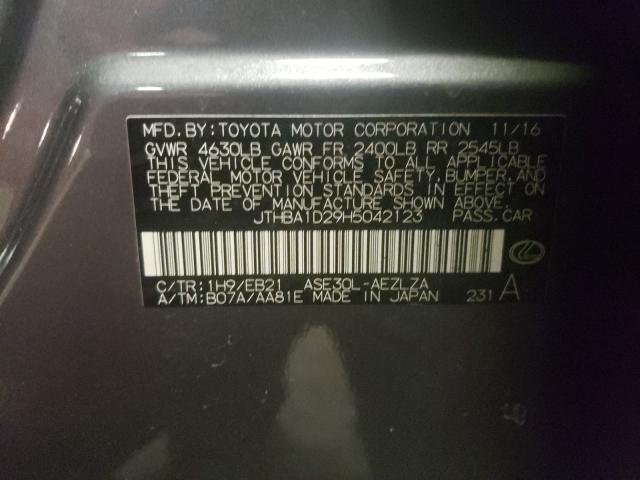 MFD. BY: TOYOTA MOTOR CORPORATION 11/16
GVWR 4630LB GAWR FR 2400LB RR 2545LB
THIS VEHICLE CONFORMS TO ALL APPLICABLE
FEDERAL MOTOR VEHICLE SAFETY, BUMPER, AND
THEFT PREVENTION STANDARDS IN EFFECT ON
THE DATE OF MANUFACTURE SHOWN ABOVE.
JTHBA1D29H5042123 PASS. CAR
C/TR: 1H9/EB21 ASE30L-AEZLZA
A/TM: B07A/AA81E MADE IN JAPAN 231 A